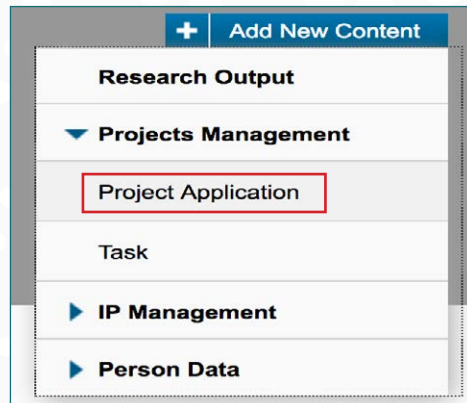 + Add New Content
Research Output
Projects Management
Project Application
Task
IP Management
Person Data